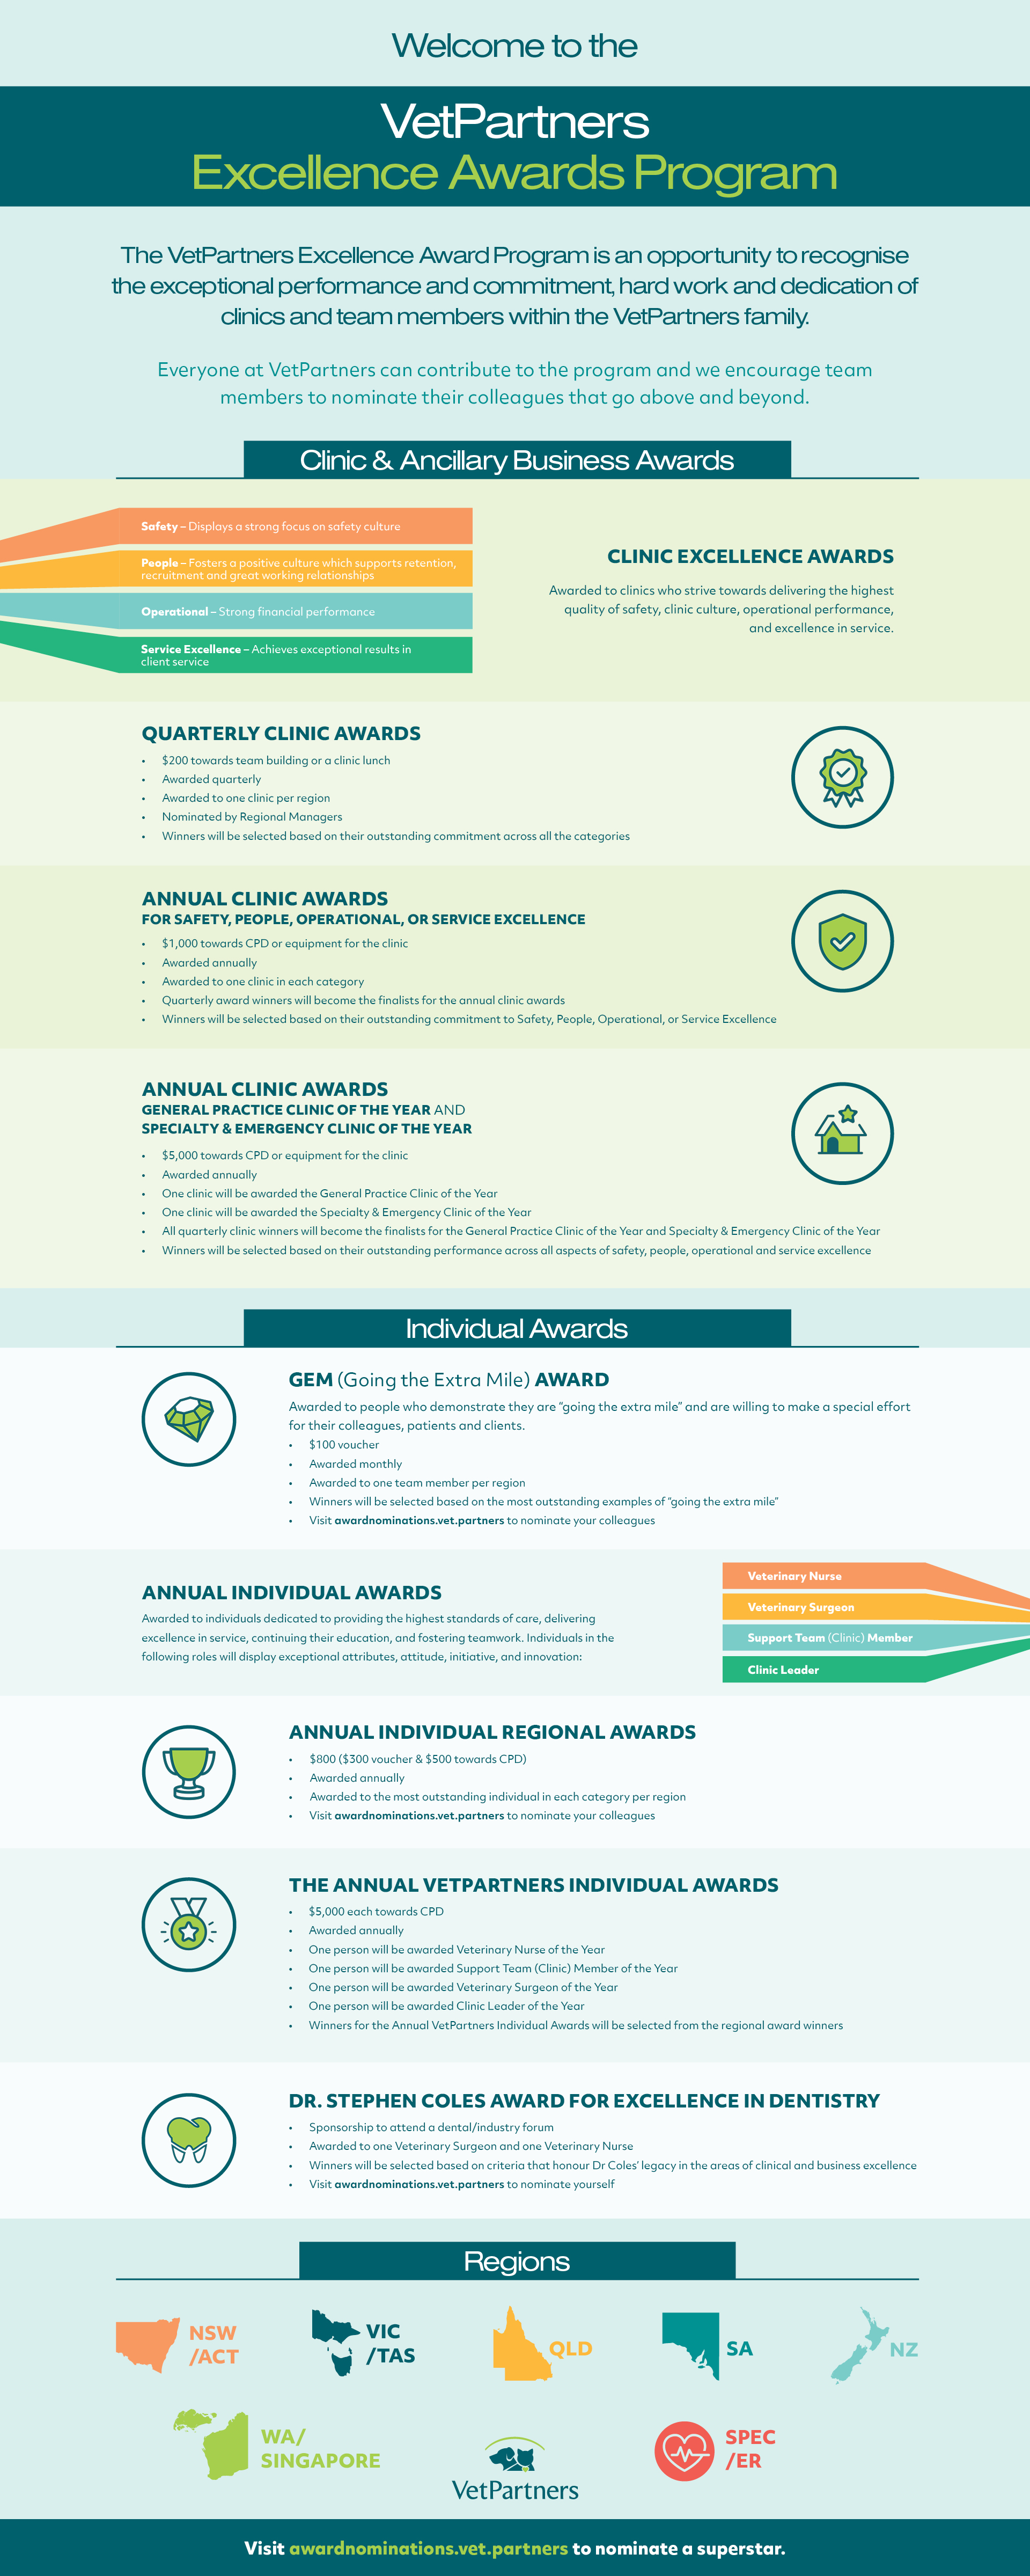 Welcome to the
VetPartners
Excellence Awards Program
The VetPartners Excellence Award Program is an opportunity to recognise
the exceptional performance and commitment, hard work and dedication of
clinics and team members within the VetPartners family.
Everyone at VetPartners can contribute to the program and we encourage team
members to nominate their colleagues that go above and beyond.
Clinic & Ancillary Business Awards
Safety – Displays a strong focus on safety culture
People – Fosters a positive culture which supports retention,
recruitment and great working relationships
Operational – Strong financial performance
Service Excellence – Achieves exceptional results in
client service
CLINIC EXCELLENCE AWARDS
Awarded to clinics who strive towards delivering the highest
quality of safety, clinic culture, operational performance,
and excellence in service.
QUARTERLY CLINIC AWARDS
• $200 towards team building or a clinic lunch
• Awarded quarterly
• Awarded to one clinic per region
• Nominated by Regional Managers
• Winners will be selected based on their outstanding commitment across all the categories
ANNUAL CLINIC AWARDS
FOR SAFETY, PEOPLE, OPERATIONAL, OR SERVICE EXCELLENCE
• $1,000 towards CPD or equipment for the clinic
• Awarded annually
• Awarded to one clinic in each category
• Quarterly award winners will become the finalists for the annual clinic awards
• Winners will be selected based on their outstanding commitment to Safety, People, Operational, or Service Excellence
ANNUAL CLINIC AWARDS
GENERAL PRACTICE CLINIC OF THE YEAR AND
SPECIALTY & EMERGENCY CLINIC OF THE YEAR
• $5,000 towards CPD or equipment for the clinic
• Awarded annually
• One clinic will be awarded the General Practice Clinic of the Year
• One clinic will be awarded the Specialty & Emergency Clinic of the Year
• All quarterly clinic winners will become the finalists for the General Practice Clinic of the Year and Specialty & Emergency Clinic of the Year
• Winners will be selected based on their outstanding performance across all aspects of safety, people, operational and service excellence
Individual Awards
GEM (Going the Extra Mile) AWARD
Awarded to people who demonstrate they are “going the extra mile” and are willing to make a special effort
for their colleagues, patients and clients.
• $100 voucher
• Awarded monthly
• Awarded to one team member per region
• Winners will be selected based on the most outstanding examples of “going the extra mile”
• Visit awardnominations.vet.partners to nominate your colleagues
ANNUAL INDIVIDUAL AWARDS
Awarded to individuals dedicated to providing the highest standards of care, delivering
excellence in service, continuing their education, and fostering teamwork. Individuals in the
following roles will display exceptional attributes, attitude, initiative, and innovation:
Veterinary Nurse
Veterinary Surgeon
Support Team (Clinic) Member
Clinic Leader
ANNUAL INDIVIDUAL REGIONAL AWARDS
• $800 ($300 voucher & $500 towards CPD)
• Awarded annually
• Awarded to the most outstanding individual in each category per region
• Visit awardnominations.vet.partners to nominate your colleagues
THE ANNUAL VETPARTNERS INDIVIDUAL AWARDS
• $5,000 each towards CPD
• Awarded annually
• One person will be awarded Veterinary Nurse of the Year
• One person will be awarded Support Team (Clinic) Member of the Year
• One person will be awarded Veterinary Surgeon of the Year
• One person will be awarded Clinic Leader of the Year
• Winners for the Annual VetPartners Individual Awards will be selected from the regional award winners
DR. STEPHEN COLES AWARD FOR EXCELLENCE IN DENTISTRY
• Sponsorship to attend a dental/industry forum
• Awarded to one Veterinary Surgeon and one Veterinary Nurse
• Winners will be selected based on criteria that honour Dr Coles’ legacy in the areas of clinical and business excellence
• Visit awardnominations.vet.partners to nominate yourself
Regions
NSW
/ACT
VIC
/TAS
QLD
SA
NZ
WA/
SINGAPORE
VetPartners
SPEC
/ER
Visit awardnominations.vet.partners to nominate a superstar.